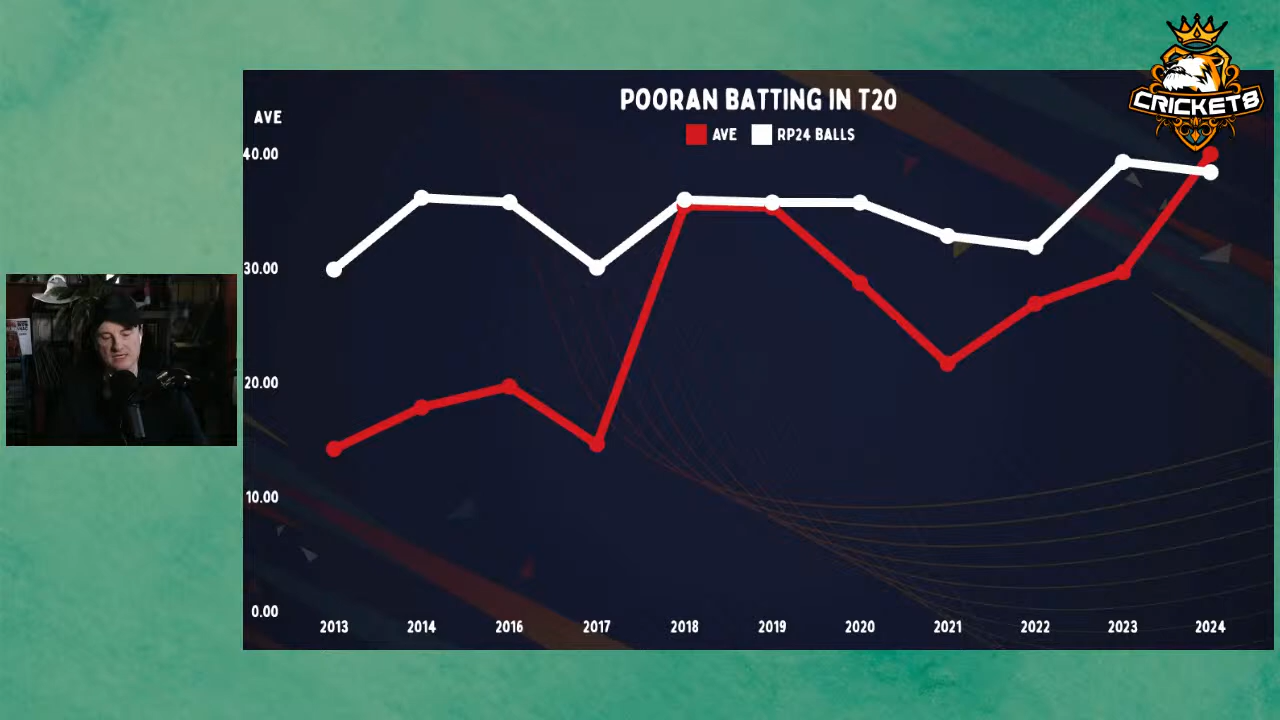 POORAN BATTING IN T20
AVE
AVE RP24 BALLS
CRICKET8
40.00
30.00
20.00
10.00
0.00
2013 2014 2016 2017 2018 2019 2020 2021 2022 2023 2024